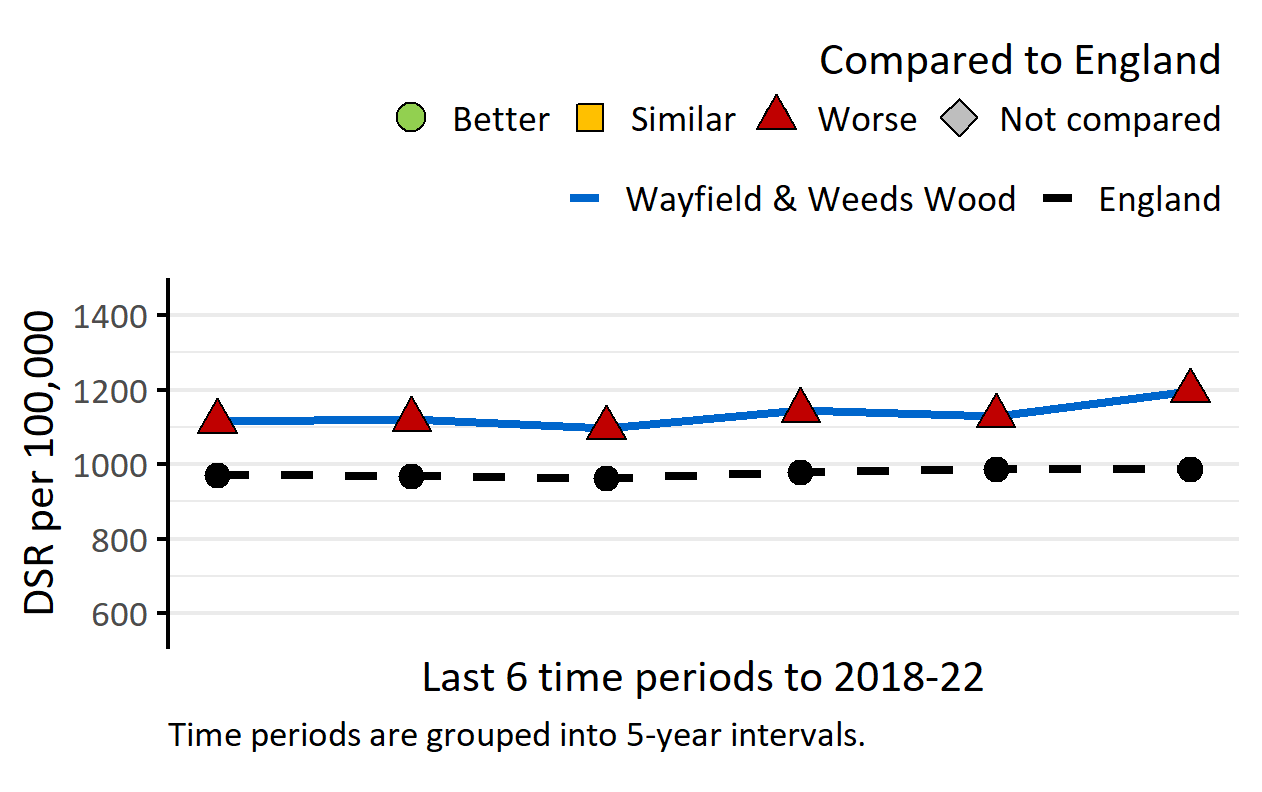 Compared to England
Better Similar Worse Not compared
Wayfield & Weeds Wood England
DSR per 100,000
1400
1200
1000
800
600
Last 6 time periods to 2018-22
Time periods are grouped into 5-year intervals.